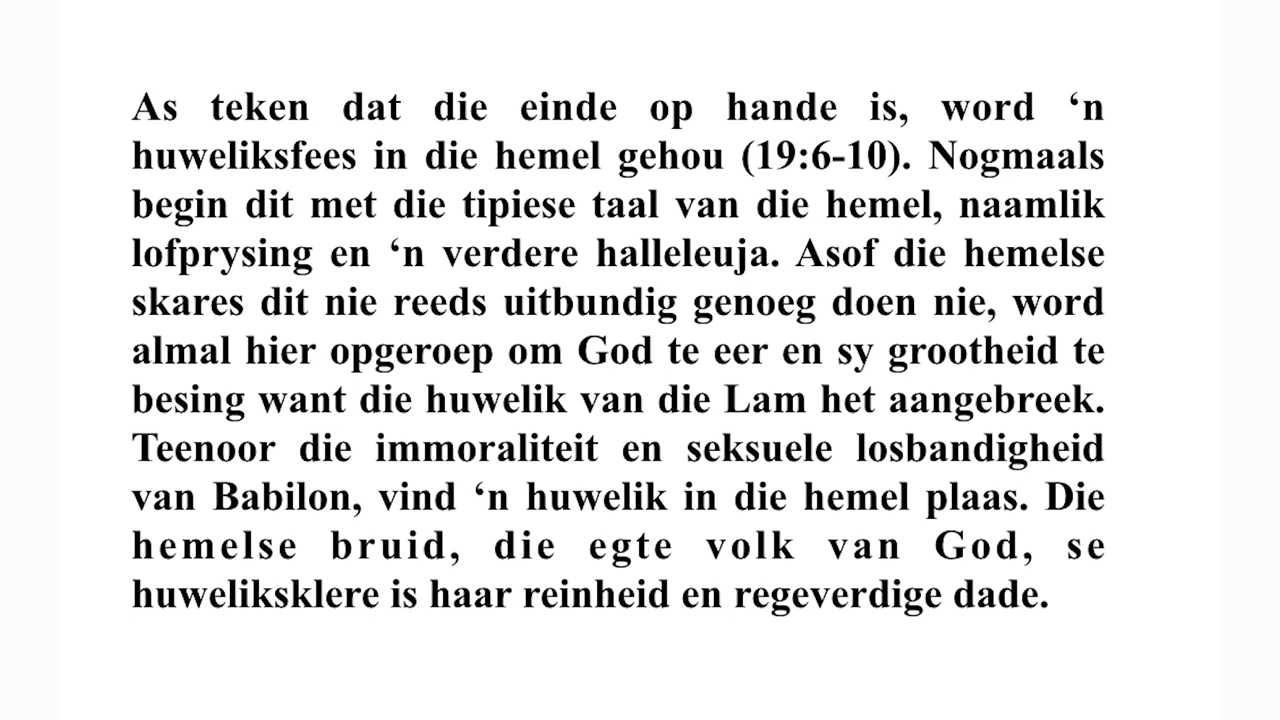 As teken dat die einde op hande is, word ‘n
huweliksfees in die hemel gehou (19:6-10). Nogmaals
begin dit met die tipiese taal van die hemel, naamlik
lofprysing en ‘n verdere halleleuja. Asof die hemelse
skares dit nie reeds uitbundig genoeg doen nie, word
almal hier opgeroep om God te eer en sy grootheid te
besing want die huwelik van die Lam het aangebreek.
Teenoor die immoraliteit en seksuele losbandigheid
van Babilon, vind ‘n huwelik in die hemel plaas. Die
hemelse bruid, die egte volk van God, se
huweliksklere is haar reinheid en regeverdige dade.